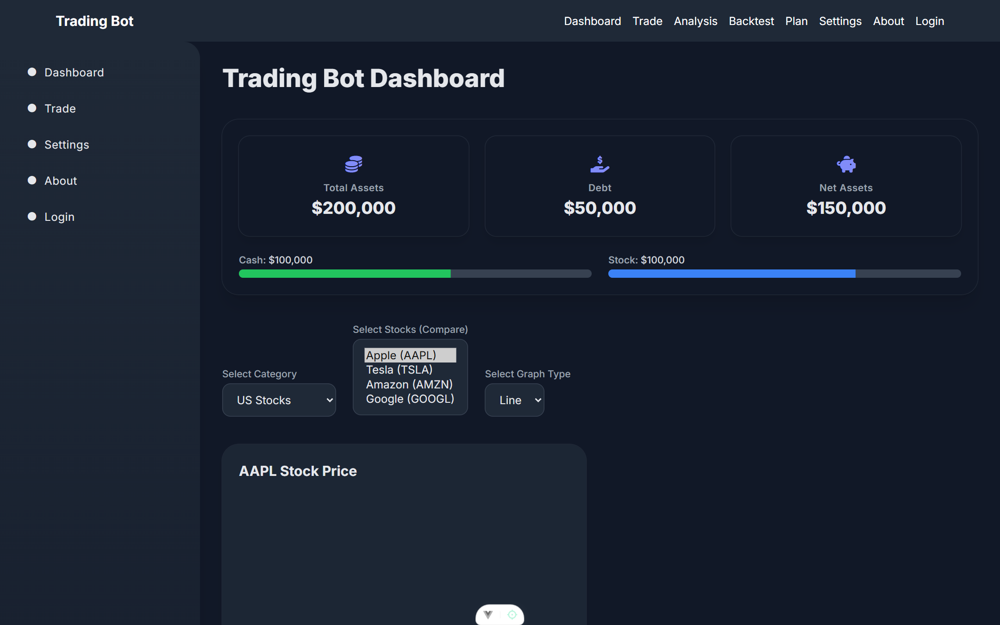 Trading Bot
Dashboard Trade Analysis Backtest Plan Settings About Login
Dashboard
Trade
Settings
About
Login
Trading Bot Dashboard
Total Assets
$200,000
Debt
$50,000
Net Assets
$150,000
Cash: $100,000
Stock: $100,000
Select Category
US Stocks
Select Stocks (Compare)
Apple (AAPL)
Tesla (TSLA)
Amazon (AMZN)
Google (GOOGL)
Select Graph Type
Line
AAPL Stock Price